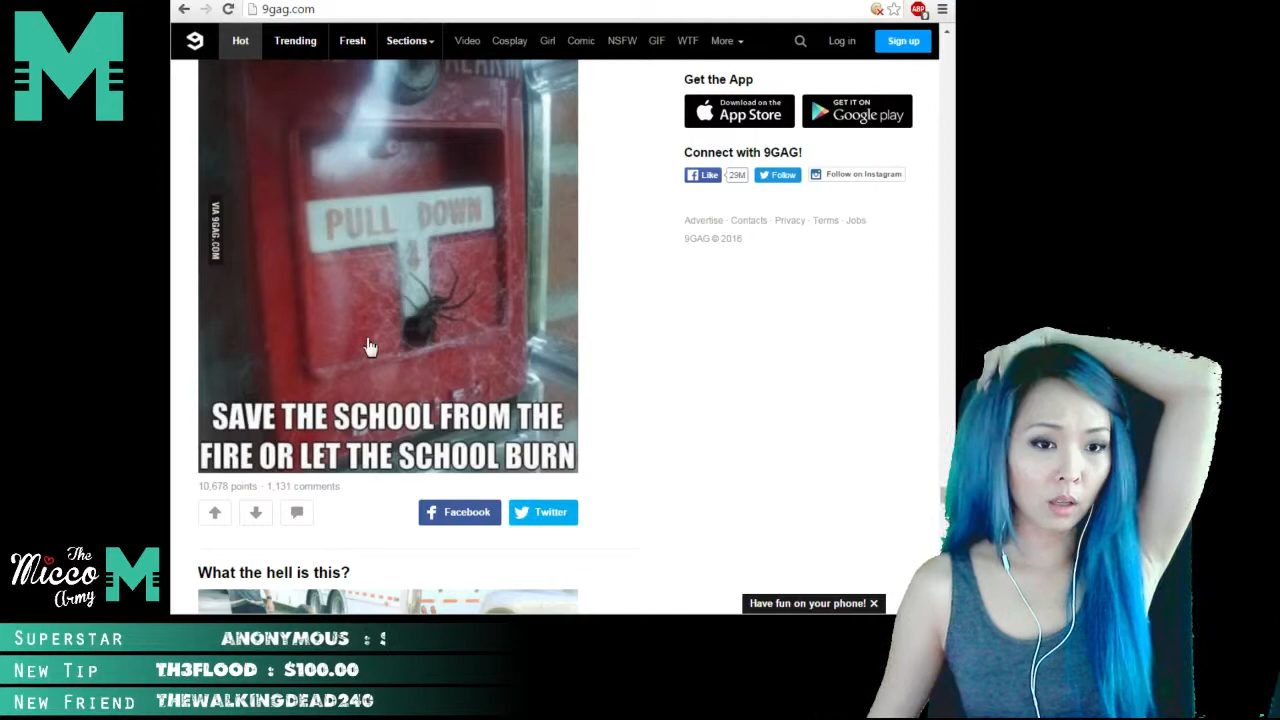 9gag.com
ABP
Hot Trending Fresh Sections Video Cosplay Girl Comic NSFW GIF WTF More Log in Sign up
M
ALARM
PULL DOWN
VIA 9GAG.COM
SAVE THE SCHOOL FROM THE
FIRE OR LET THE SCHOOL BURN
10,678 points · 1,131 comments
Facebook Twitter
What the hell is this?
Get the App
Download on the
App Store
GET IT ON
Google play
Connect with 9GAG!
Like 29M Follow Follow on Instagram
Advertise · Contacts · Privacy · Terms · Jobs
9GAG © 2016
Have fun on your phone! ×
The
Micco
Army
M
SUPERSTAR ANONYMOUS :
NEW TIP TH3FLOOD : $100.00
NEW FRIEND THEWALKINGDEAD240